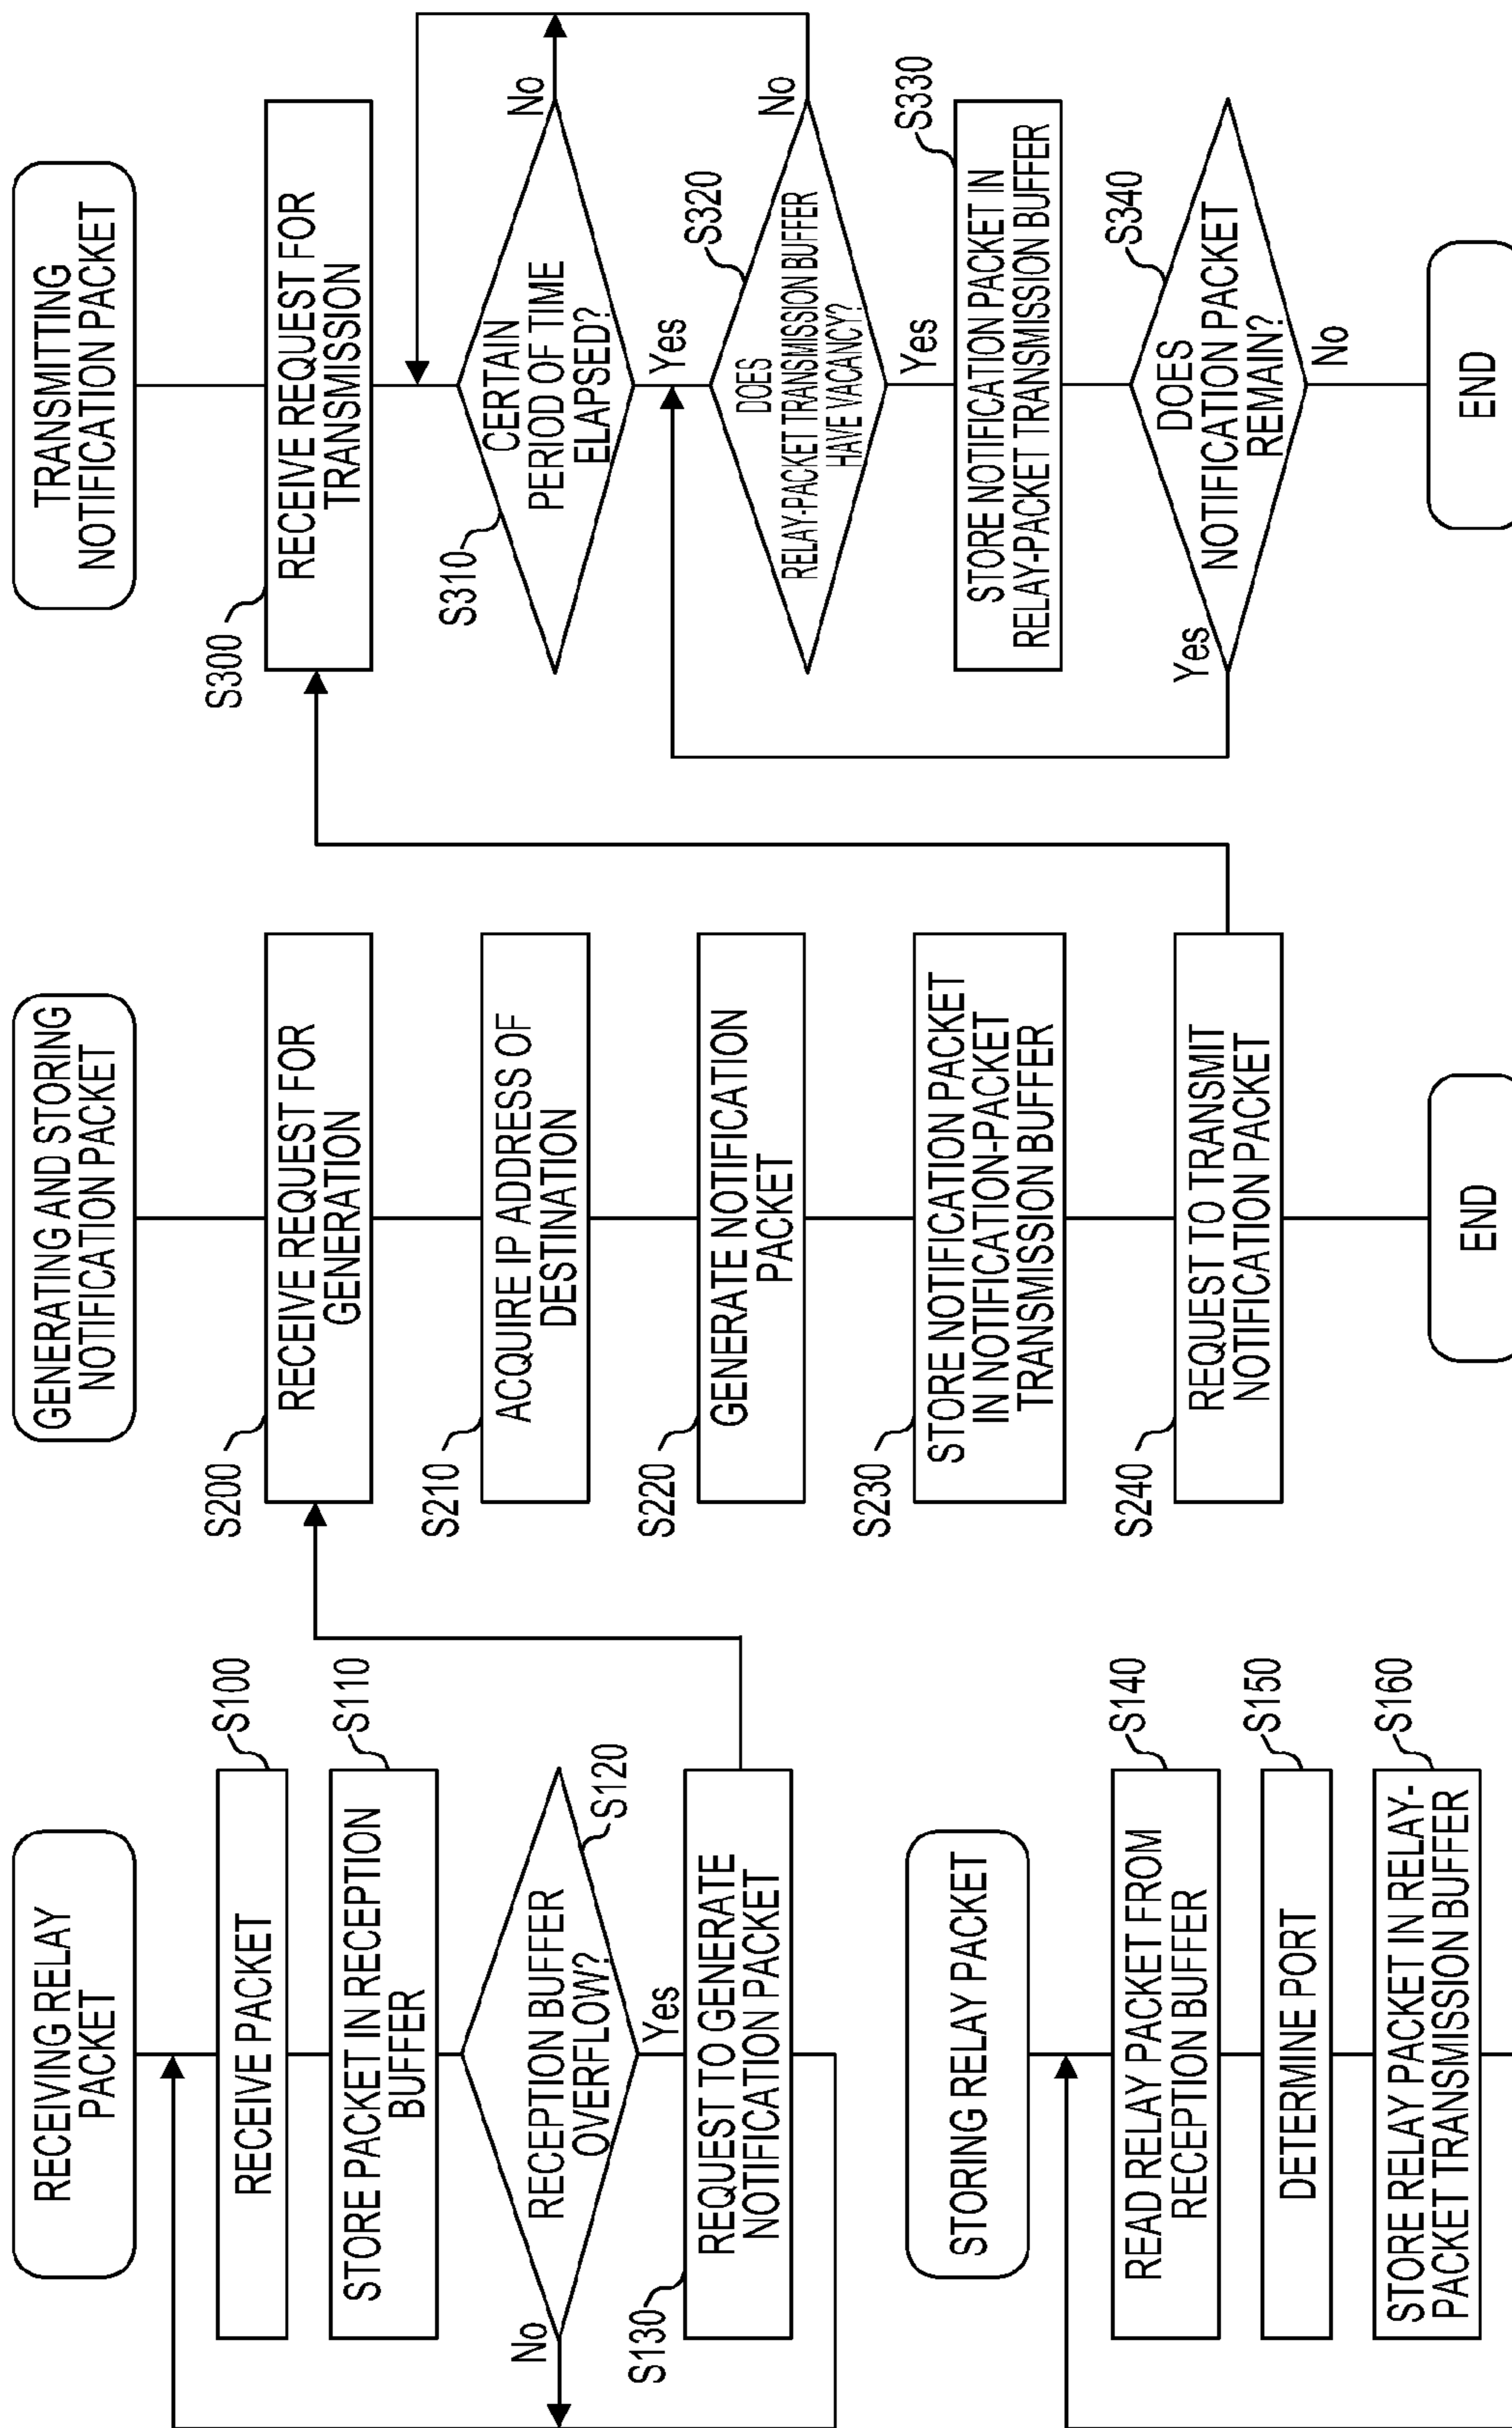 RECEIVING RELAY
PACKET
RECEIVE PACKET
S100
STORE PACKET IN RECEPTION
BUFFER
S110
RECEPTION BUFFER
OVERFLOW?
S120
No
Yes
REQUEST TO GENERATE
NOTIFICATION PACKET
S130
STORING RELAY PACKET
READ RELAY PACKET FROM
RECEPTION BUFFER
S140
DETERMINE PORT
S150
STORE RELAY PACKET IN RELAY-
PACKET TRANSMISSION BUFFER
S160
GENERATING AND STORING
NOTIFICATION PACKET
S200
RECEIVE REQUEST FOR
GENERATION
S210
ACQUIRE IP ADDRESS OF
DESTINATION
S220
GENERATE NOTIFICATION
PACKET
S230
STORE NOTIFICATION PACKET
IN NOTIFICATION-PACKET
TRANSMISSION BUFFER
S240
REQUEST TO TRANSMIT
NOTIFICATION PACKET
END
TRANSMITTING
NOTIFICATION PACKET
S300
RECEIVE REQUEST FOR
TRANSMISSION
S310
CERTAIN
PERIOD OF TIME
ELAPSED?
No
Yes
S320
DOES
RELAY-PACKET TRANSMISSION BUFFER
HAVE VACANCY?
No
Yes
S330
STORE NOTIFICATION PACKET IN
RELAY-PACKET TRANSMISSION BUFFER
S340
DOES
NOTIFICATION PACKET
REMAIN?
Yes
No
END